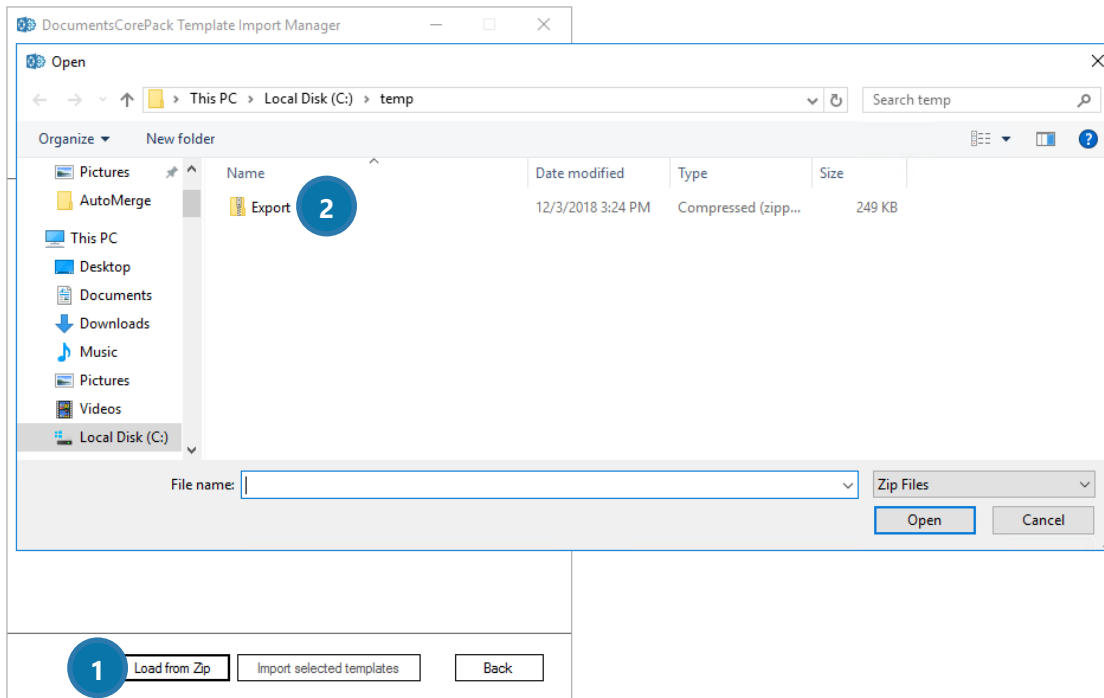 DocumentsCorePack Template Import Manager
Open
This PC > Local Disk (C:) > temp
Search temp
Organize New folder
Name Date modified Type Size
Pictures
AutoMerge
This PC
Desktop
Documents
Downloads
Music
Pictures
Videos
Local Disk (C:)
Export 2 12/3/2018 3:24 PM Compressed (zipp... 249 KB
File name: Zip Files
Open Cancel
1 Load from Zip Import selected templates Back